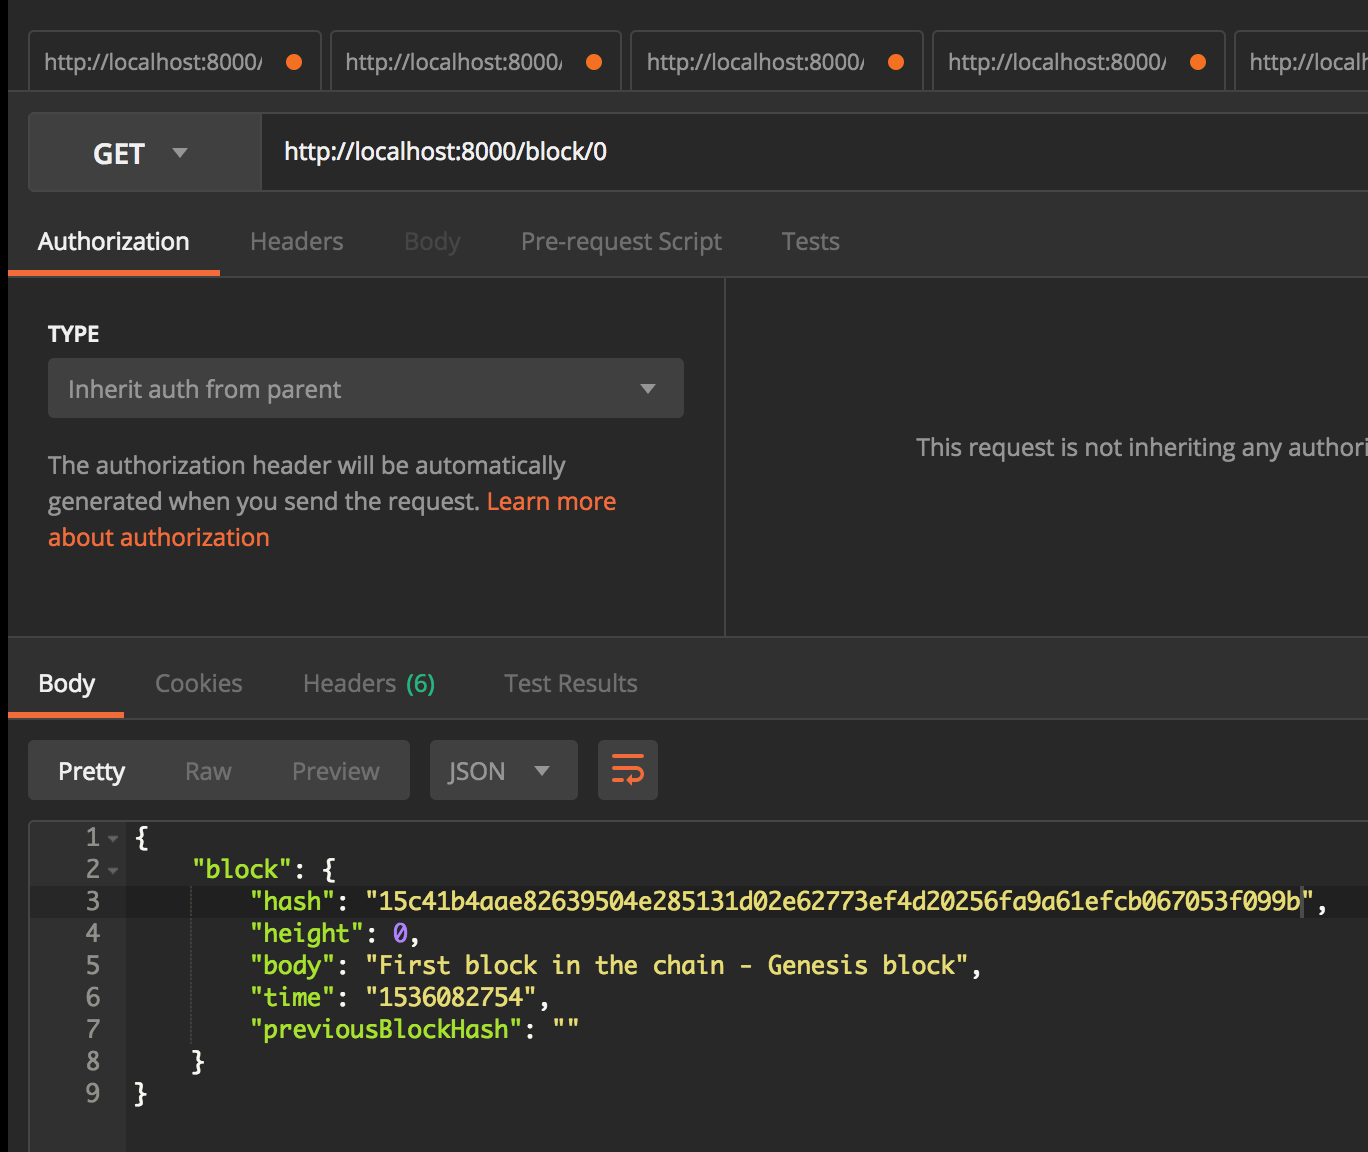 http://localhost:8000/ http://localhost:8000/ http://localhost:8000/ http://localhost:8000/ http://localh
GET http://localhost:8000/block/0
Authorization Headers Body Pre-request Script Tests
TYPE
Inherit auth from parent
The authorization header will be automatically
generated when you send the request. Learn more
about authorization
This request is not inheriting any authori
Body Cookies Headers (6) Test Results
Pretty Raw Preview JSON
1 {
2 "block": {
3 "hash": "15c41b4aae82639504e285131d02e62773ef4d20256fa9a61efcb067053f099b",
4 "height": 0,
5 "body": "First block in the chain - Genesis block",
6 "time": "1536082754",
7 "previousBlockHash": ""
8 }
9 }